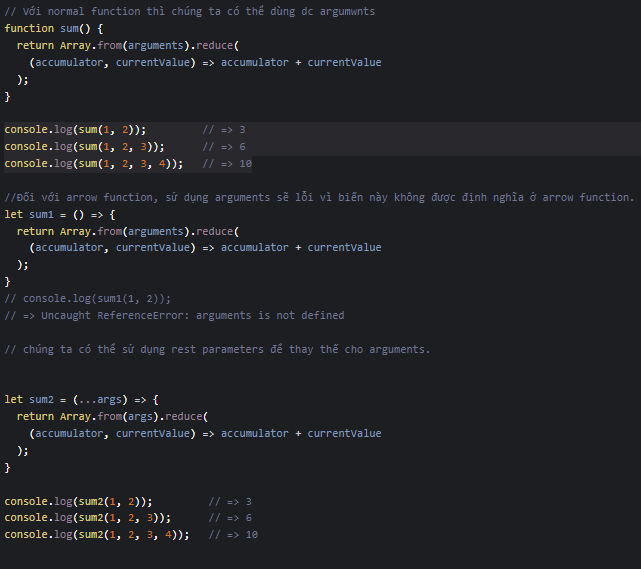 // Với normal function thì chúng ta có thể dùng dc argumwnts
function sum() {
  return Array.from(arguments).reduce(
    (accumulator, currentValue) => accumulator + currentValue
  );
}
console.log(sum(1, 2));         // => 3
console.log(sum(1, 2, 3));      // => 6
console.log(sum(1, 2, 3, 4));   // => 10
//Đối với arrow function, sử dụng arguments sẽ lỗi vì biến này không được định nghĩa ở arrow function.
let sum1 = () => {
  return Array.from(arguments).reduce(
    (accumulator, currentValue) => accumulator + currentValue
  );
}
// console.log(sum1(1, 2));
// => Uncaught ReferenceError: arguments is not defined
// chúng ta có thể sử dụng rest parameters để thay thế cho arguments.
let sum2 = (...args) => {
  return Array.from(args).reduce(
    (accumulator, currentValue) => accumulator + currentValue
  );
}
console.log(sum2(1, 2));         // => 3
console.log(sum2(1, 2, 3));      // => 6
console.log(sum2(1, 2, 3, 4));   // => 10